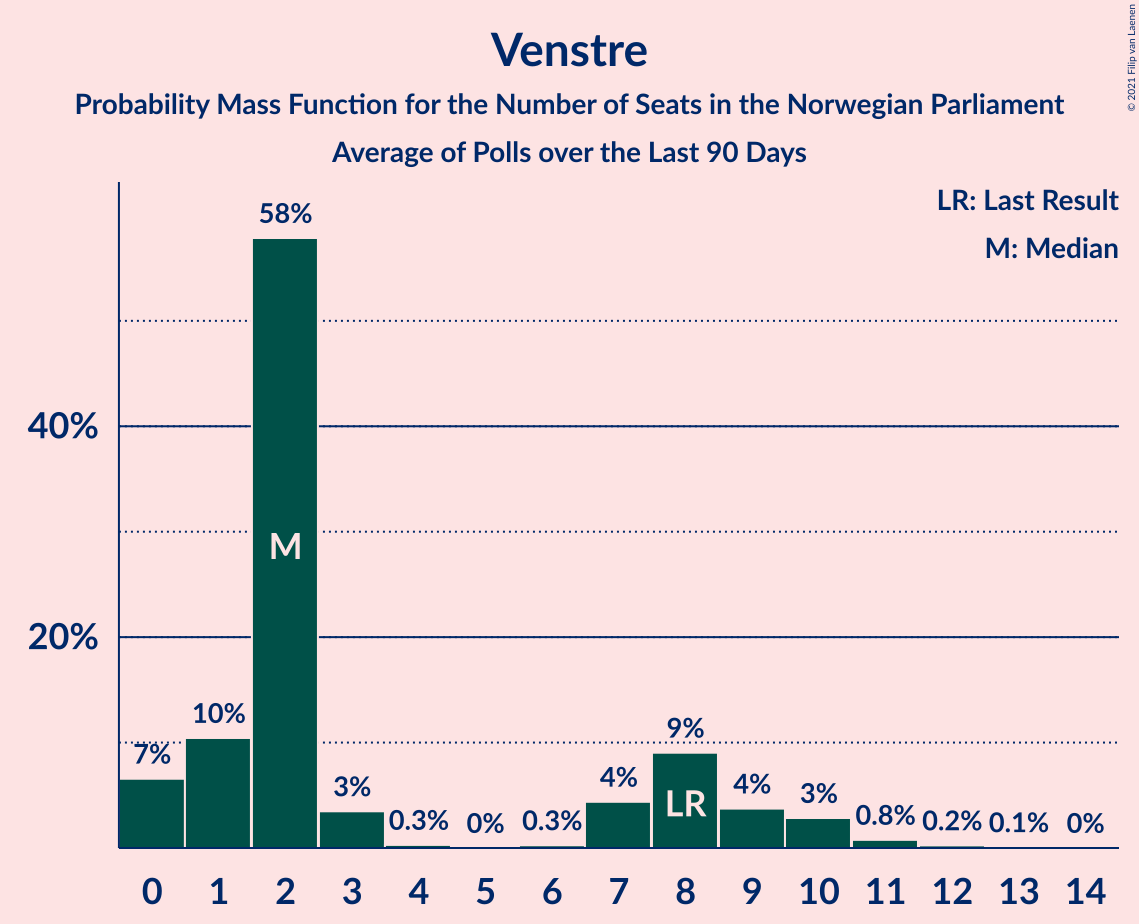 Venstre
Probability Mass Function for the Number of Seats in the Norwegian Parliament
Average of Polls over the Last 90 Days
© 2021 Filip van Laenen
LR: Last Result
M: Median
58%
40%
M
20%
10%
9%
7%
3%
4%
LR
4%
3%
0.3%
0%
0.3%
0.8%
0.2%
0.1%
0%
0 1 2 3 4 5 6 7 8 9 10 11 12 13 14